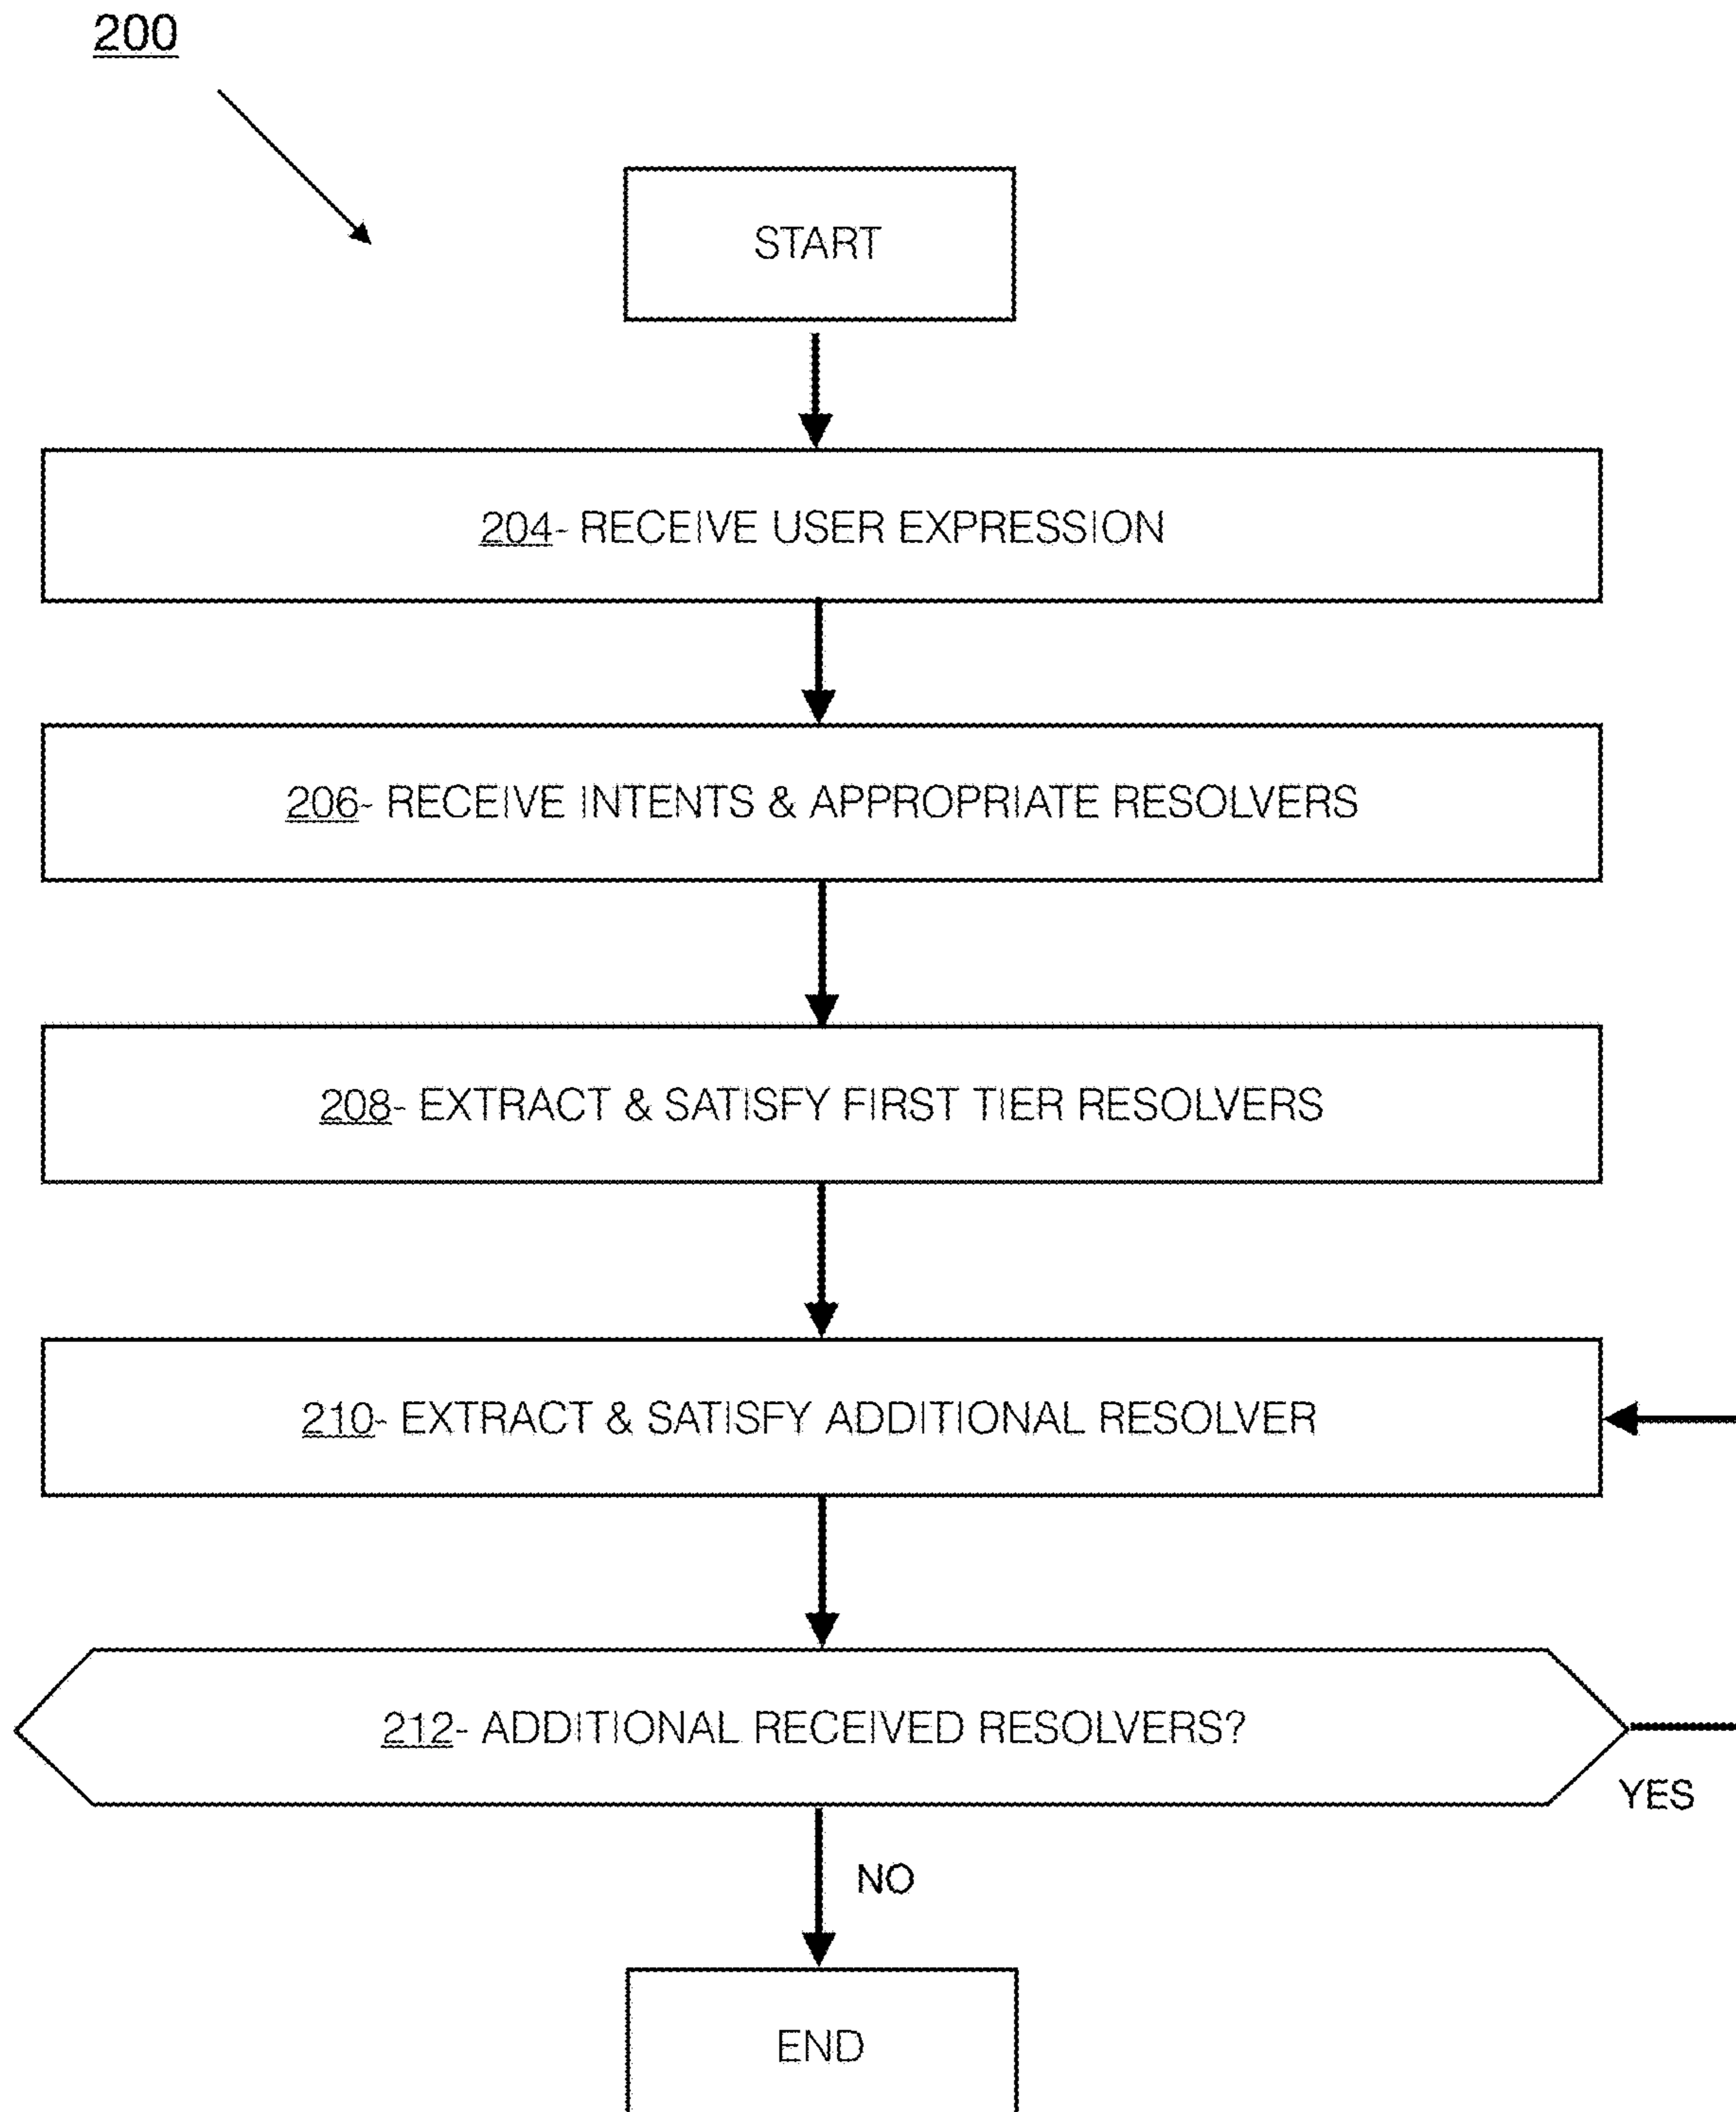 200
START
204- RECEIVE USER EXPRESSION
206- RECEIVE INTENTS & APPROPRIATE RESOLVERS
208- EXTRACT & SATISFY FIRST TIER RESOLVERS
210- EXTRACT & SATISFY ADDITIONAL RESOLVER
212- ADDITIONAL RECEIVED RESOLVERS?
YES
NO
END